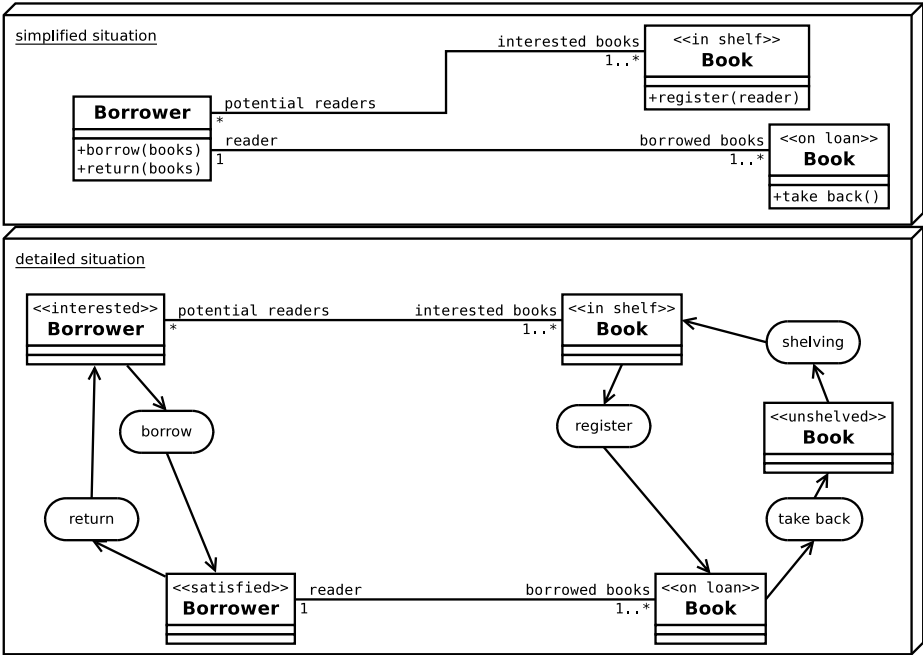 simplified situation
interested books
1..*
<<in shelf>>
Book
+register(reader)
Borrower
+borrow(books)
+return(books)
potential readers
*
reader
1
borrowed books
1..*
<<on loan>>
Book
+take back()
detailed situation
<<interested>>
Borrower
potential readers
*
interested books
1..*
<<in shelf>>
Book
shelving
borrow
register
<<unshelved>>
Book
return
take back
<<satisfied>>
Borrower
reader
1
borrowed books
1..*
<<on loan>>
Book